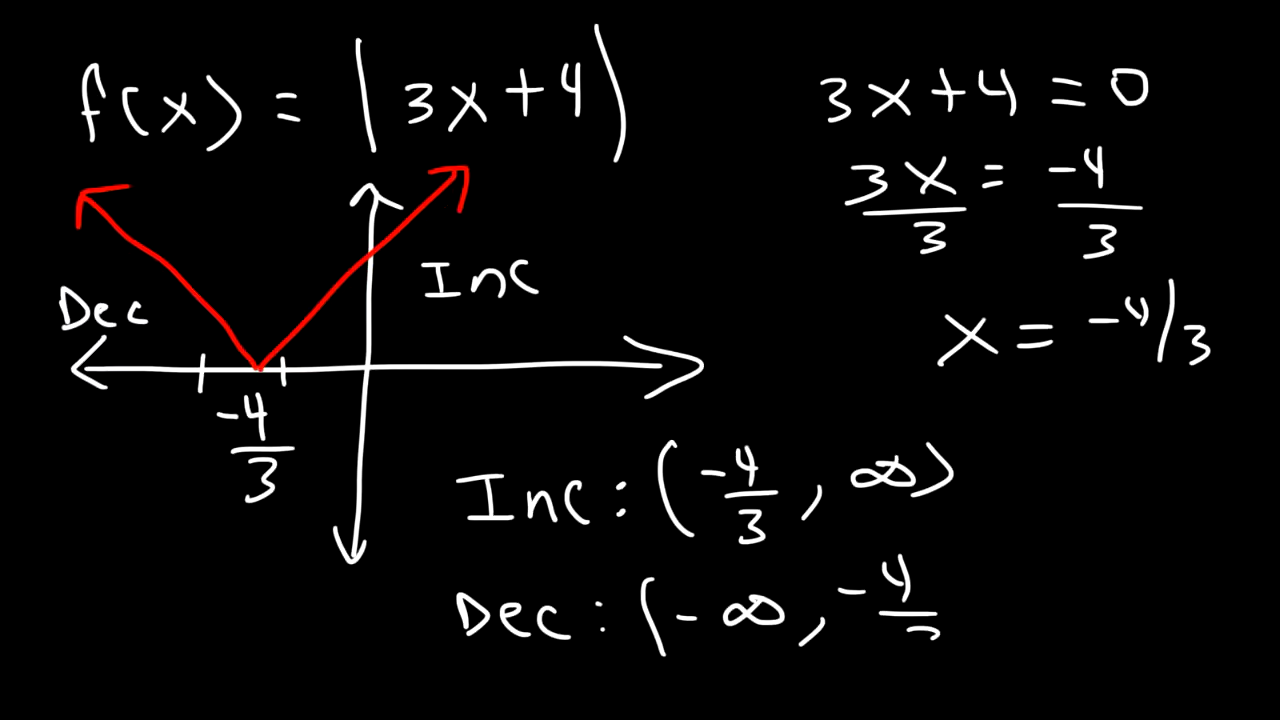 f(x) = |3x+4|
3x+4 = 0
3x/3 = -4/3
x = -4/3
Inc
Dec
-4/3
Inc: (-4/3, ∞)
Dec: (-∞, -4/